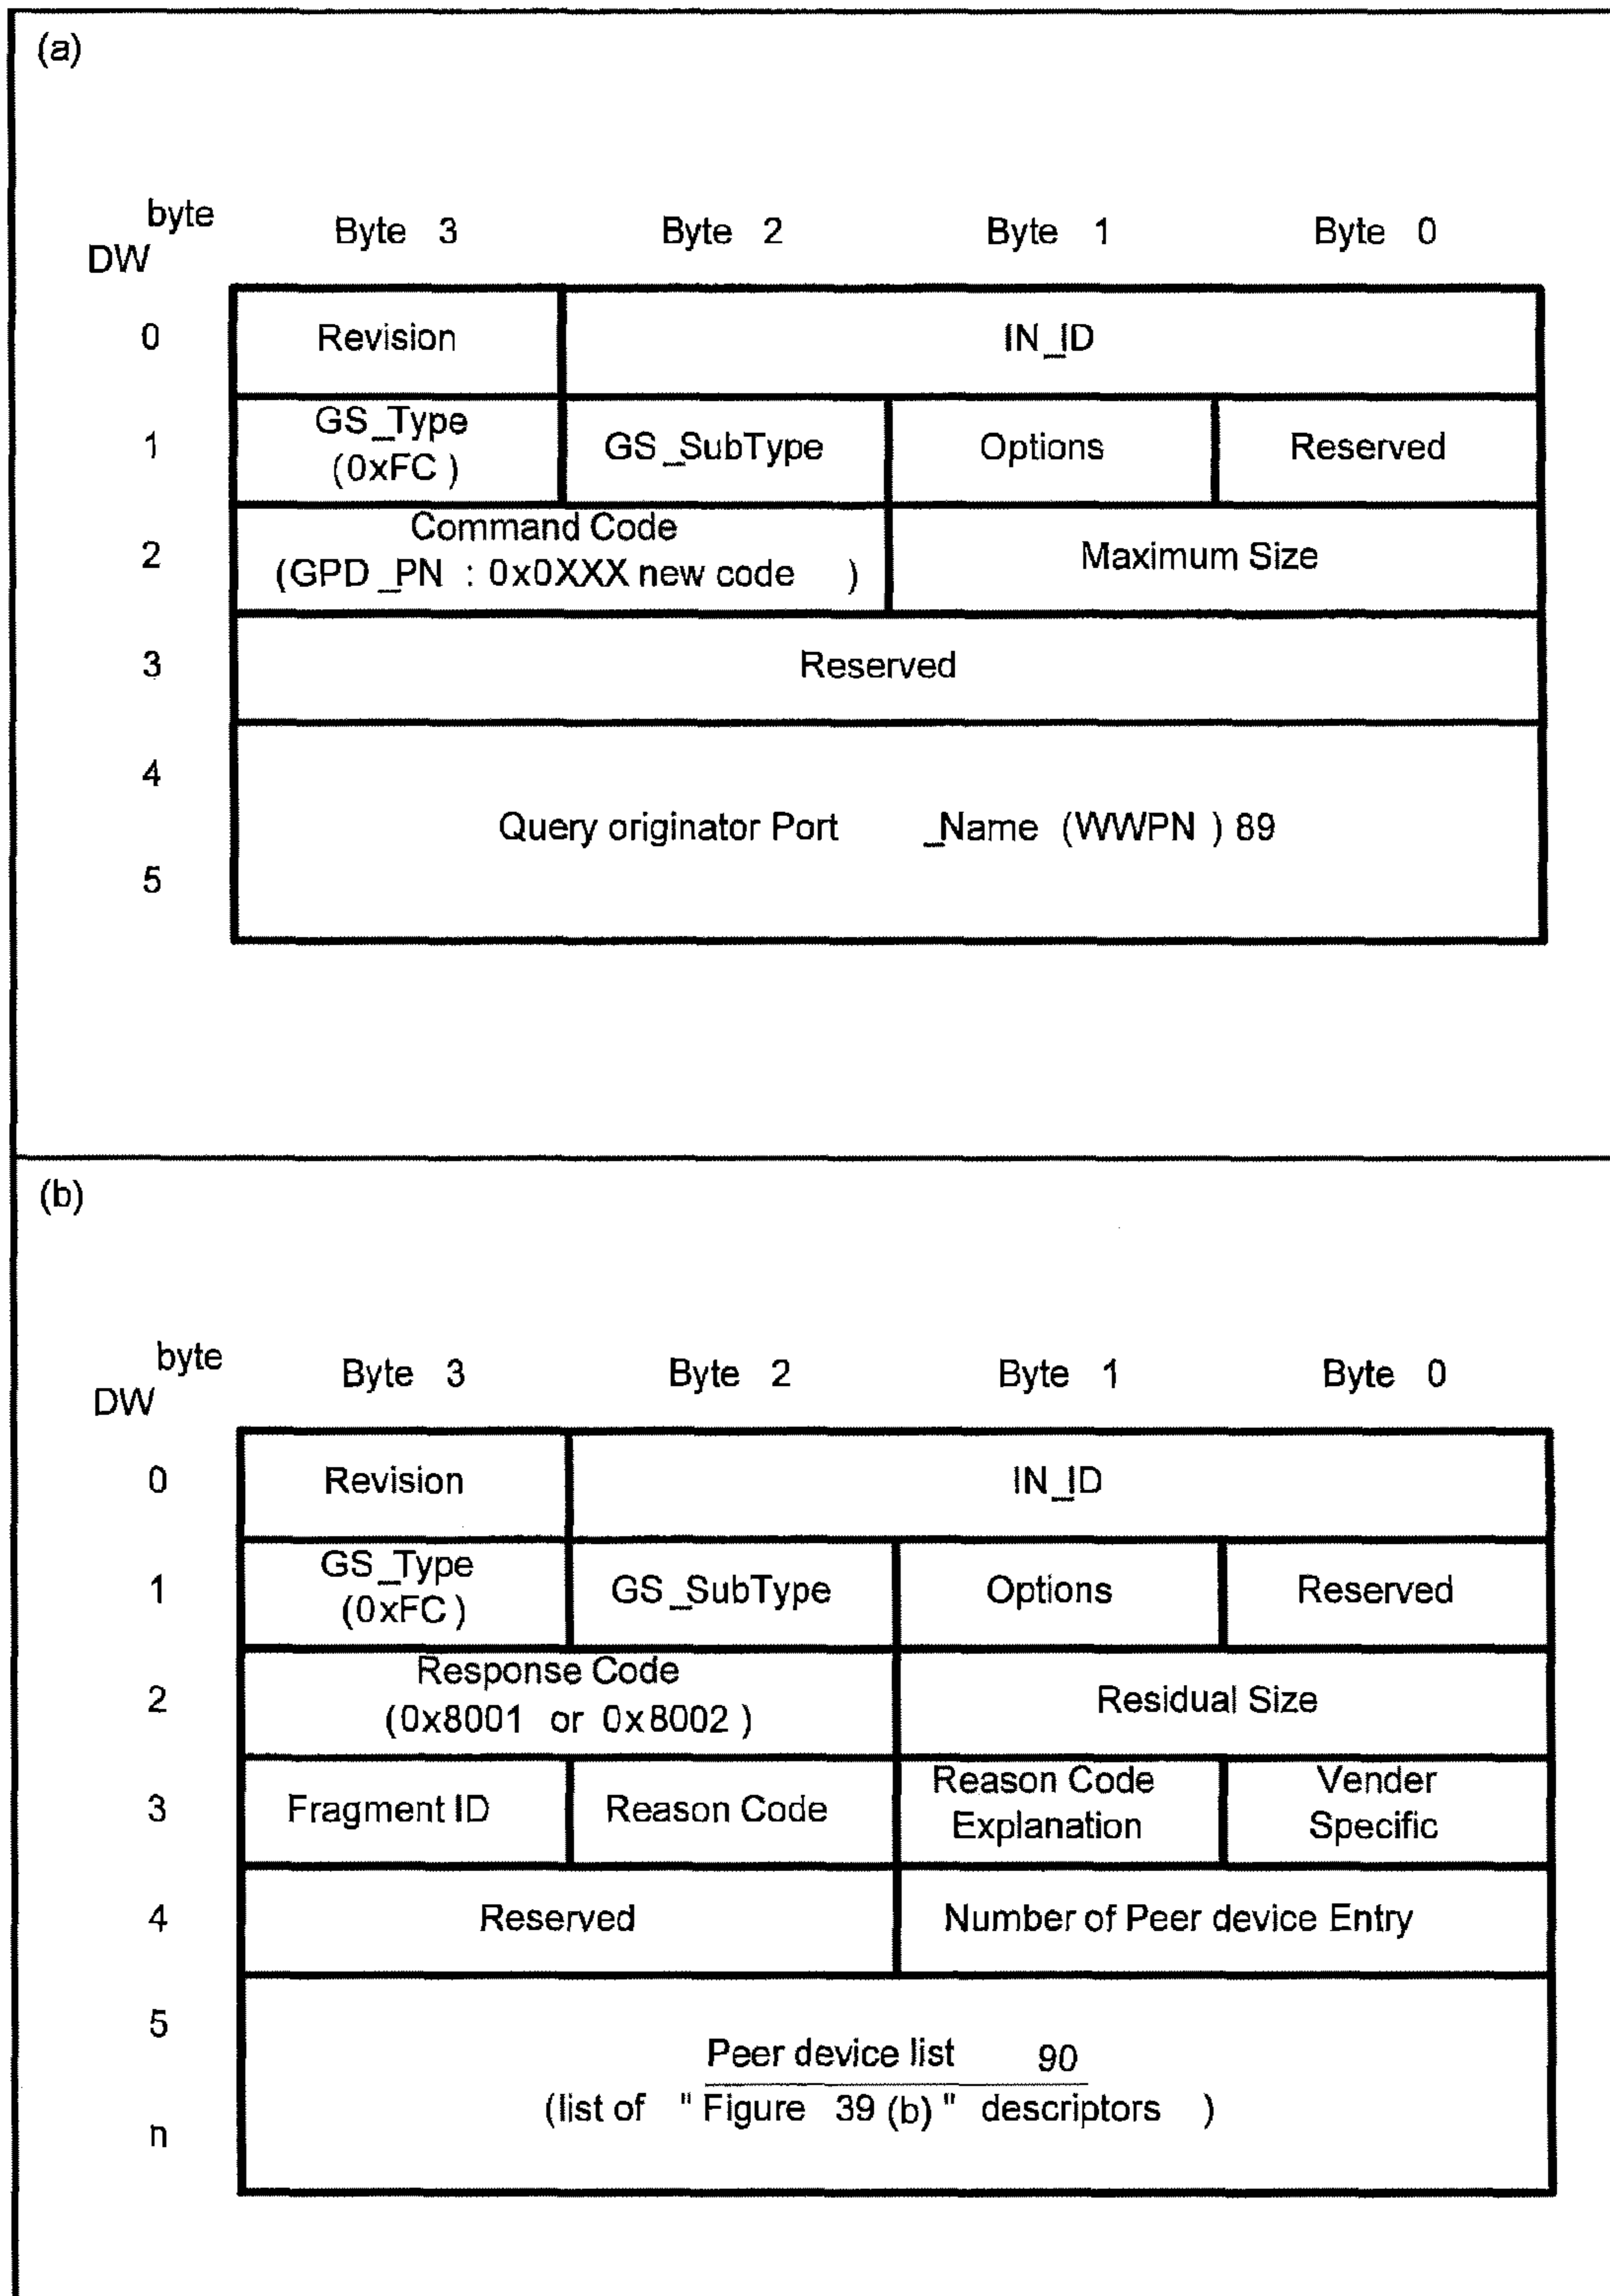 (a)
byte
DW
Byte 3 Byte 2 Byte 1 Byte 0
0 Revision IN_ID
1 GS_Type (0xFC) GS_SubType Options Reserved
2 Command Code (GPD_PN : 0x0XXX new code ) Maximum Size
3 Reserved
4
Query originator Port _Name (WWPN ) 89
5
(b)
byte
DW
Byte 3 Byte 2 Byte 1 Byte 0
0 Revision IN_ID
1 GS_Type (0xFC) GS_SubType Options Reserved
2 Response Code (0x8001 or 0x8002) Residual Size
3 Fragment ID Reason Code Reason Code Explanation Vender Specific
4 Reserved Number of Peer device Entry
5
Peer device list 90
(list of "Figure 39 (b)" descriptors )
n